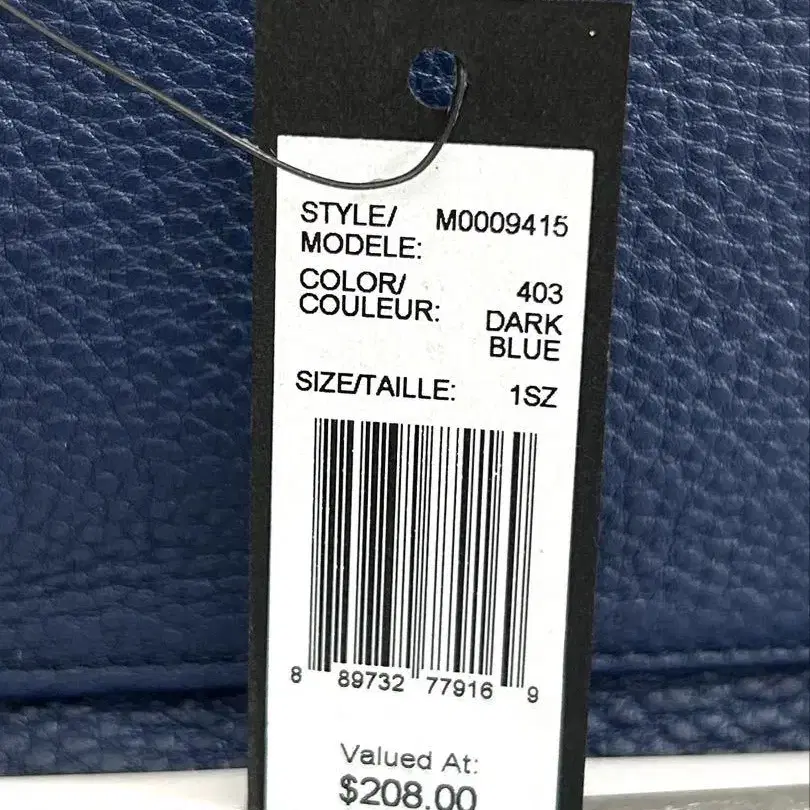 STYLE/ M0009415
MODELE:
COLOR/ 403
COULEUR: DARK
BLUE
SIZE/TAILLE: 1SZ
8 89732 77916 9
Valued At:
$208.00